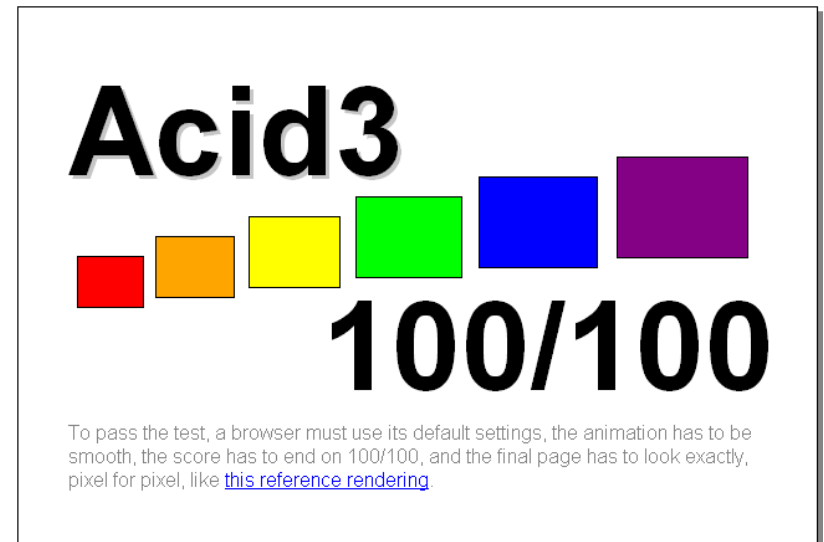 Acid3
100/100
To pass the test, a browser must use its default settings, the animation has to be
smooth, the score has to end on 100/100, and the final page has to look exactly,
pixel for pixel, like this reference rendering.